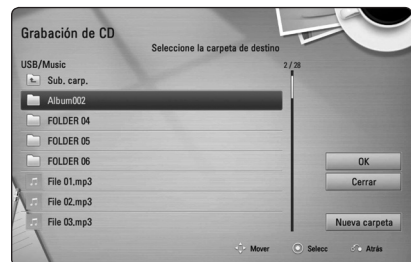 Grabación de CD
Seleccione la carpeta de destino
USB/Music
2 / 28
Sub. carp.
Album002
FOLDER 04
FOLDER 05
FOLDER 06
File 01.mp3
File 02.mp3
File 03.mp3
OK
Cerrar
Nueva carpeta
Mover Selecc Atrás